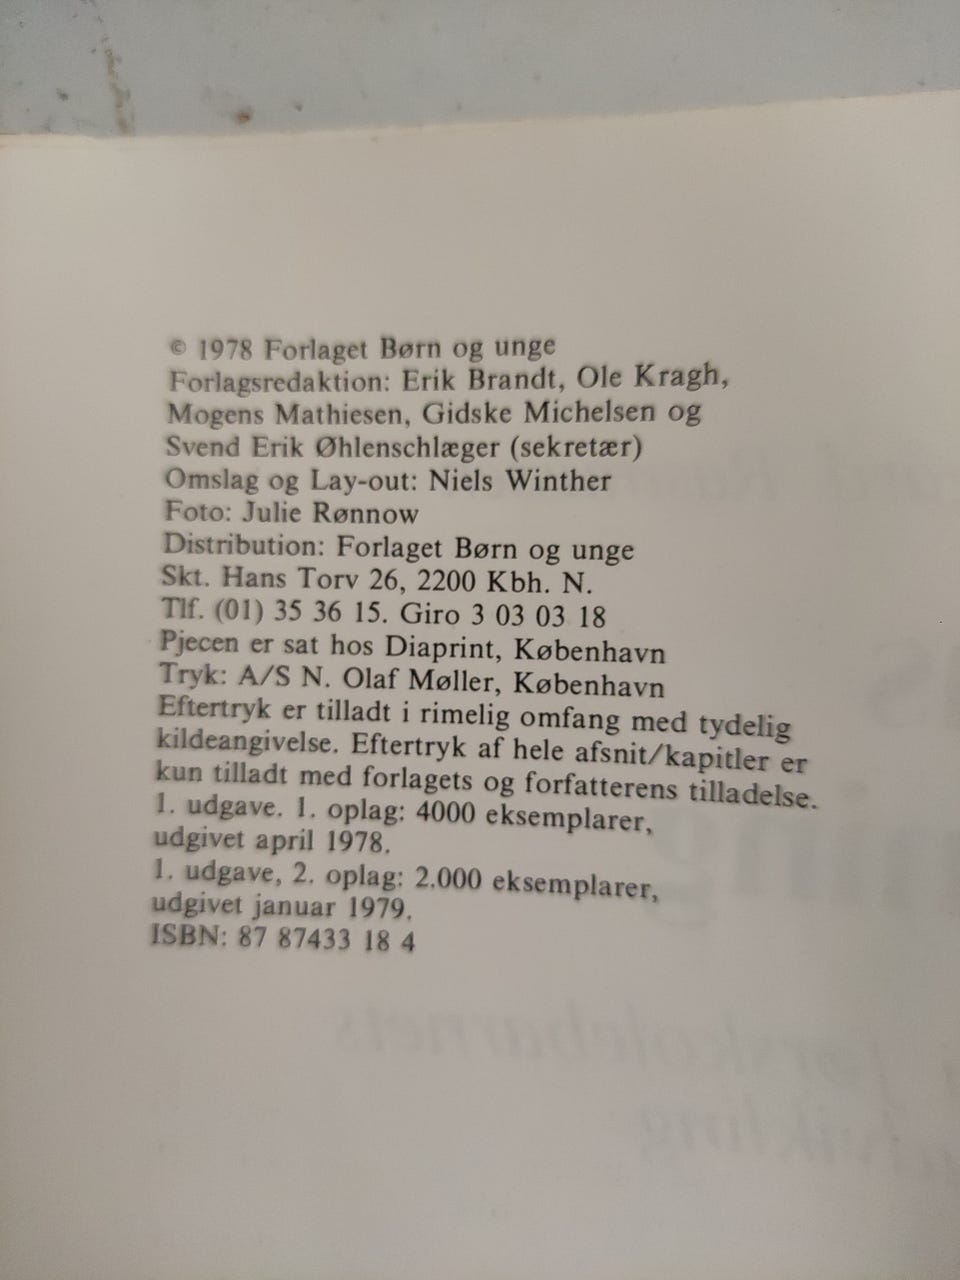 © 1978 Forlaget Børn og unge
Forlagsredaktion: Erik Brandt, Ole Kragh,
Mogens Mathiesen, Gidske Michelsen og
Svend Erik Øhlenschlæger (sekretær)
Omslag og Lay-out: Niels Winther
Foto: Julie Rønnow
Distribution: Forlaget Børn og unge
Skt. Hans Torv 26, 2200 Kbh. N.
Tlf. (01) 35 36 15. Giro 3 03 03 18
Pjecen er sat hos Diaprint, København
Tryk: A/S N. Olaf Møller, København
Eftertryk er tilladt i rimelig omfang med tydelig
kildeangivelse. Eftertryk af hele afsnit/kapitler er
kun tilladt med forlagets og forfatterens tilladelse.
1. udgave. 1. oplag: 4000 eksemplarer,
udgivet april 1978.
1. udgave, 2. oplag: 2.000 eksemplarer,
udgivet januar 1979.
ISBN: 87 87433 18 4
førskolebarnets